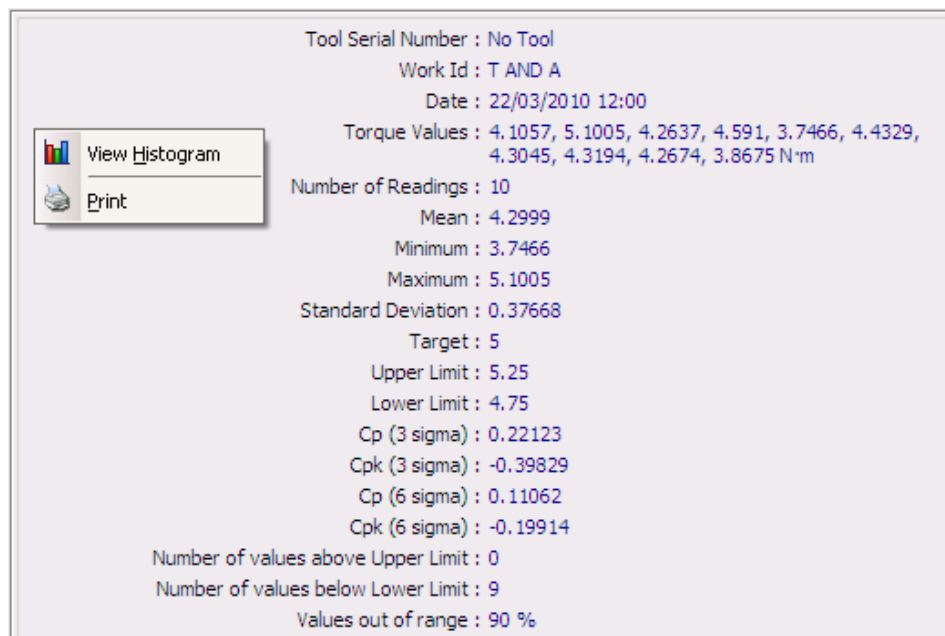 Tool Serial Number : No Tool
Work Id : T AND A
Date : 22/03/2010 12:00
Torque Values : 4.1057, 5.1005, 4.2637, 4.591, 3.7466, 4.4329,
4.3045, 4.3194, 4.2674, 3.8675 N·m
View Histogram
Print
Number of Readings : 10
Mean : 4.2999
Minimum : 3.7466
Maximum : 5.1005
Standard Deviation : 0.37668
Target : 5
Upper Limit : 5.25
Lower Limit : 4.75
Cp (3 sigma) : 0.22123
Cpk (3 sigma) : -0.39829
Cp (6 sigma) : 0.11062
Cpk (6 sigma) : -0.19914
Number of values above Upper Limit : 0
Number of values below Lower Limit : 9
Values out of range : 90 %